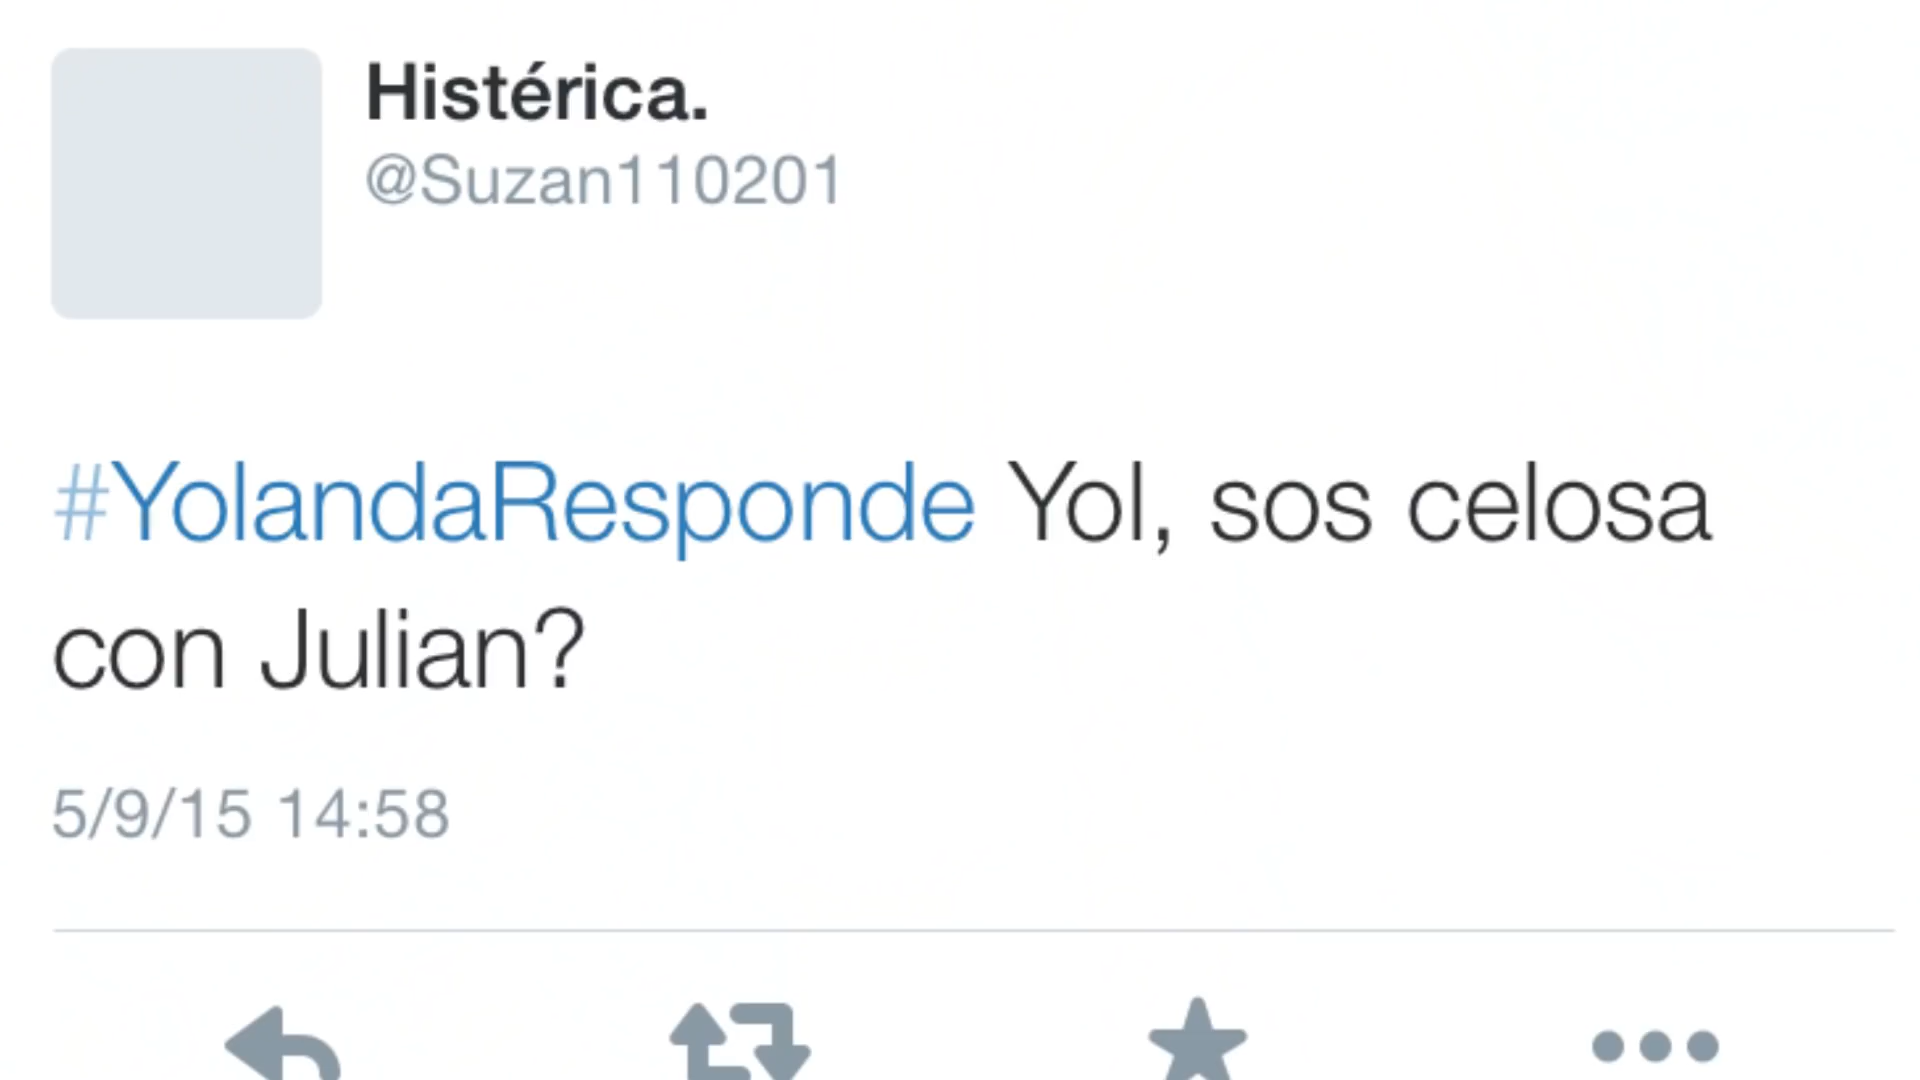 Histérica.
@Suzan110201
#YolandaResponde Yol, sos celosa
con Julian?
5/9/15 14:58